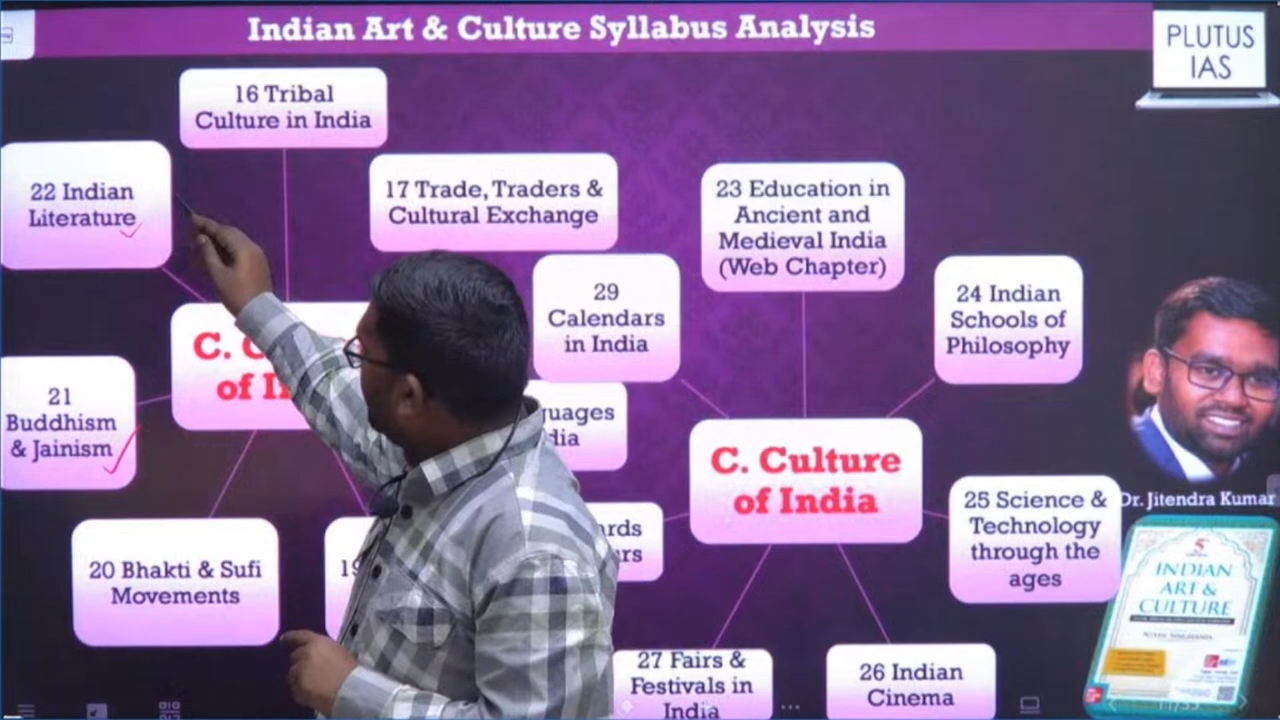 Indian Art & Culture Syllabus Analysis
PLUTUS
IAS
16 Tribal
Culture in India
22 Indian
Literature
17 Trade, Traders &
Cultural Exchange
23 Education in
Ancient and
Medieval India
(Web Chapter)
29
Calendars
in India
24 Indian
Schools of
Philosophy
C.
of
21
Buddhism
& Jainism
C. Culture
of India
25 Science &
Technology
through the
ages
Dr. Jitendra Kumar
20 Bhakti & Sufi
Movements
19
27 Fairs &
Festivals in
India
26 Indian
Cinema
INDIAN
ART &
CULTURE